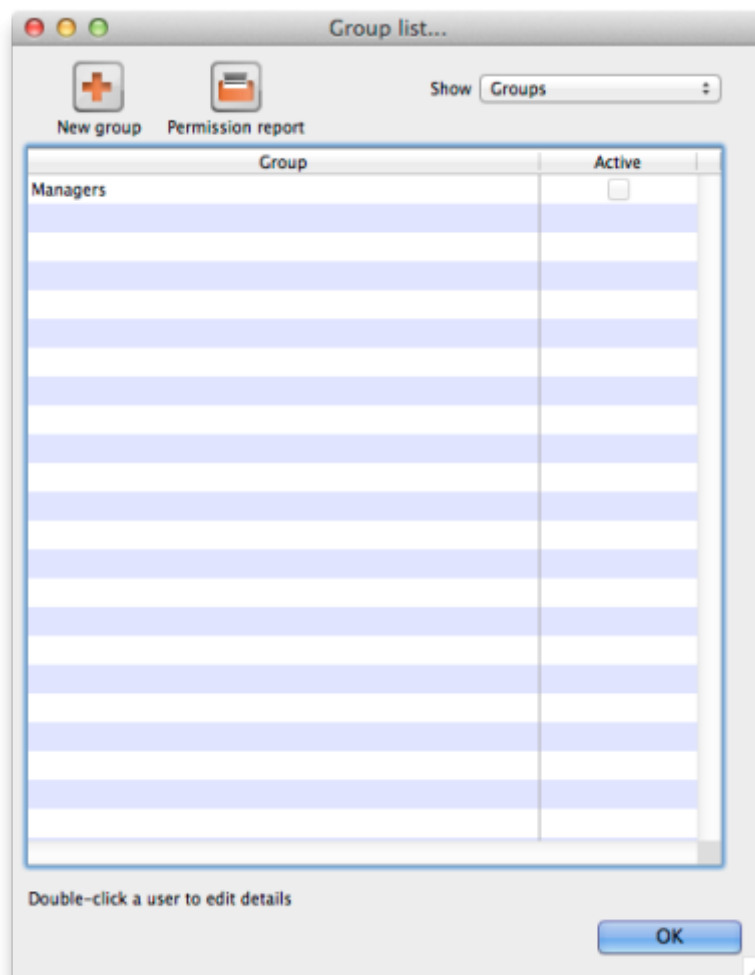 Group list...
Show Groups
New group Permission report
Group Active
Managers
Double-click a user to edit details
OK